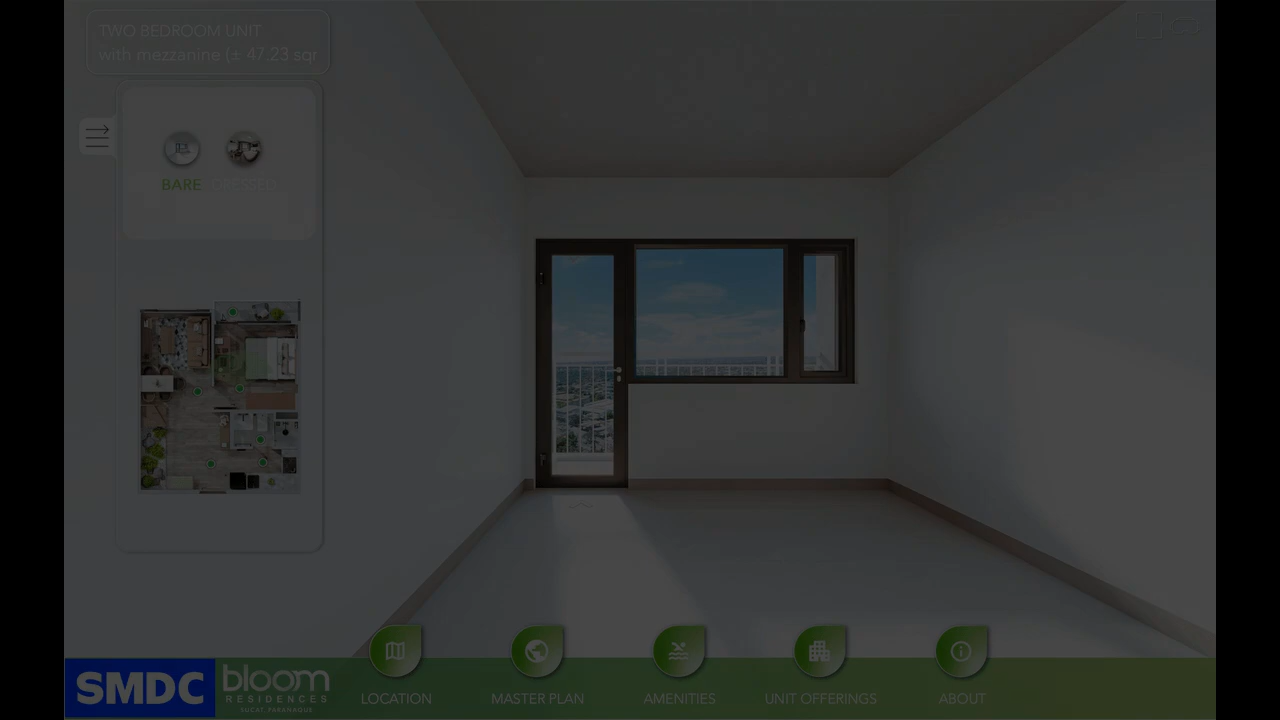 TWO BEDROOM UNIT
with mezzanine (± 47.23 sqr
BARE DRESSED
SMDC
bloom
RESIDENCES
SUCAT, PARAÑAQUE
LOCATION
MASTER PLAN
AMENITIES
UNIT OFFERINGS
ABOUT